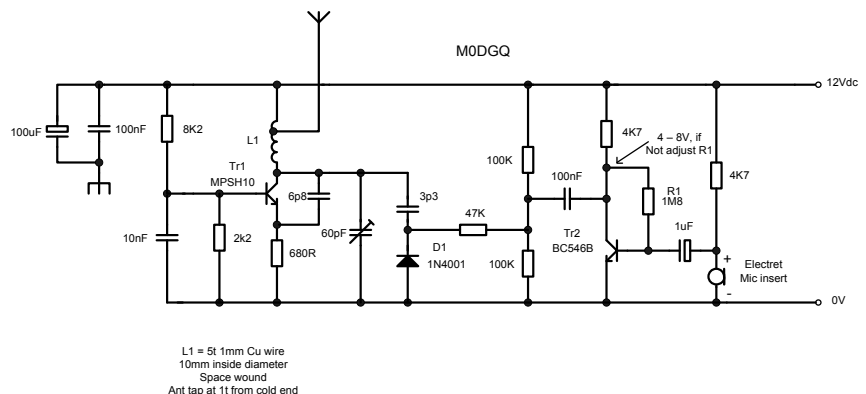 M0DGQ
12Vdc
100uF
100nF
8K2
L1
4K7
4 – 8V, if
Not adjust R1
Tr1
MPSH10
100K
100nF
4K7
6p8
3p3
R1
1M8
10nF
2k2
60pF
47K
1uF
680R
D1
1N4001
100K
Tr2
BC546B
+
Electret
Mic insert
-
0V
L1 = 5t 1mm Cu wire
10mm inside diameter
Space wound
Ant tap at 1t from cold end